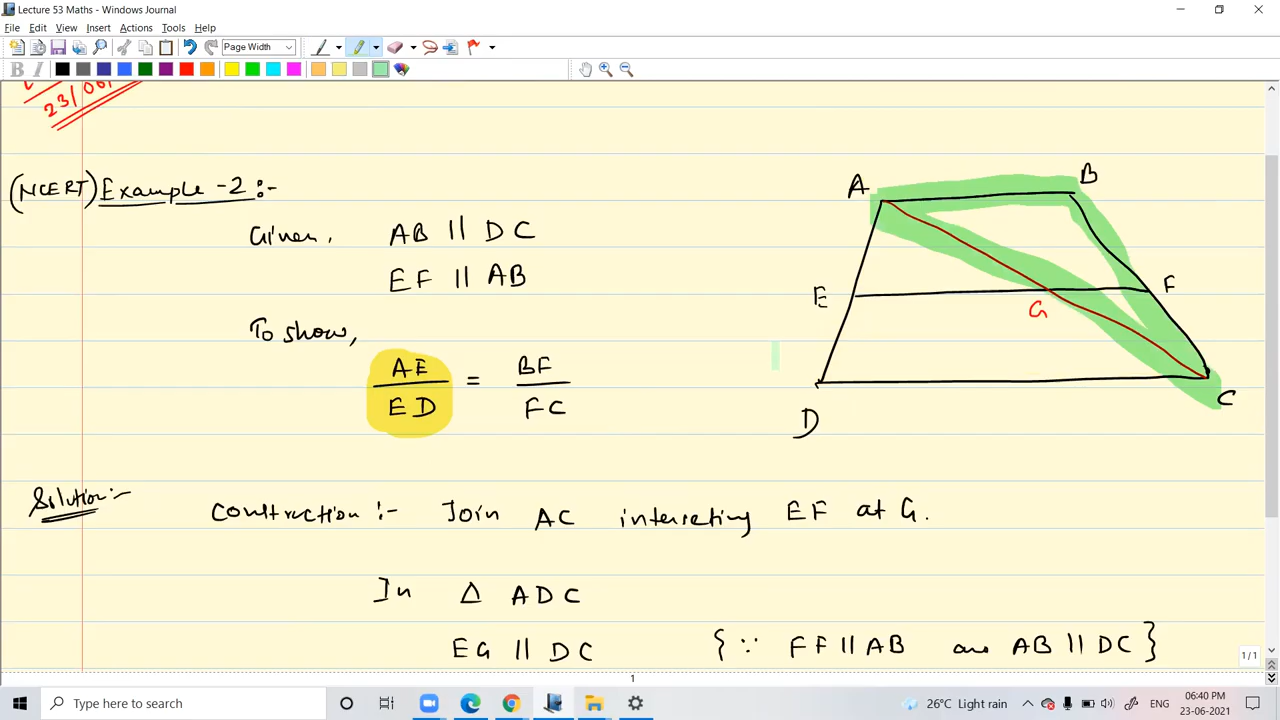 Lecture 53 Maths - Windows Journal
File Edit View Insert Actions Tools Help
Page Width
B I
23/06/
(NCERT) Example -2 :-
Given, AB || DC
EF || AB
To show,
AE / ED = BF / FC
A B
E F
G
D C
Solution :-
Construction :- Join AC interecting EF at G.
In Δ ADC
EG || DC { ∵ FF || AB and AB || DC }
1/1
1
Type here to search
26°C Light rain
06:40 PM
23-06-2021